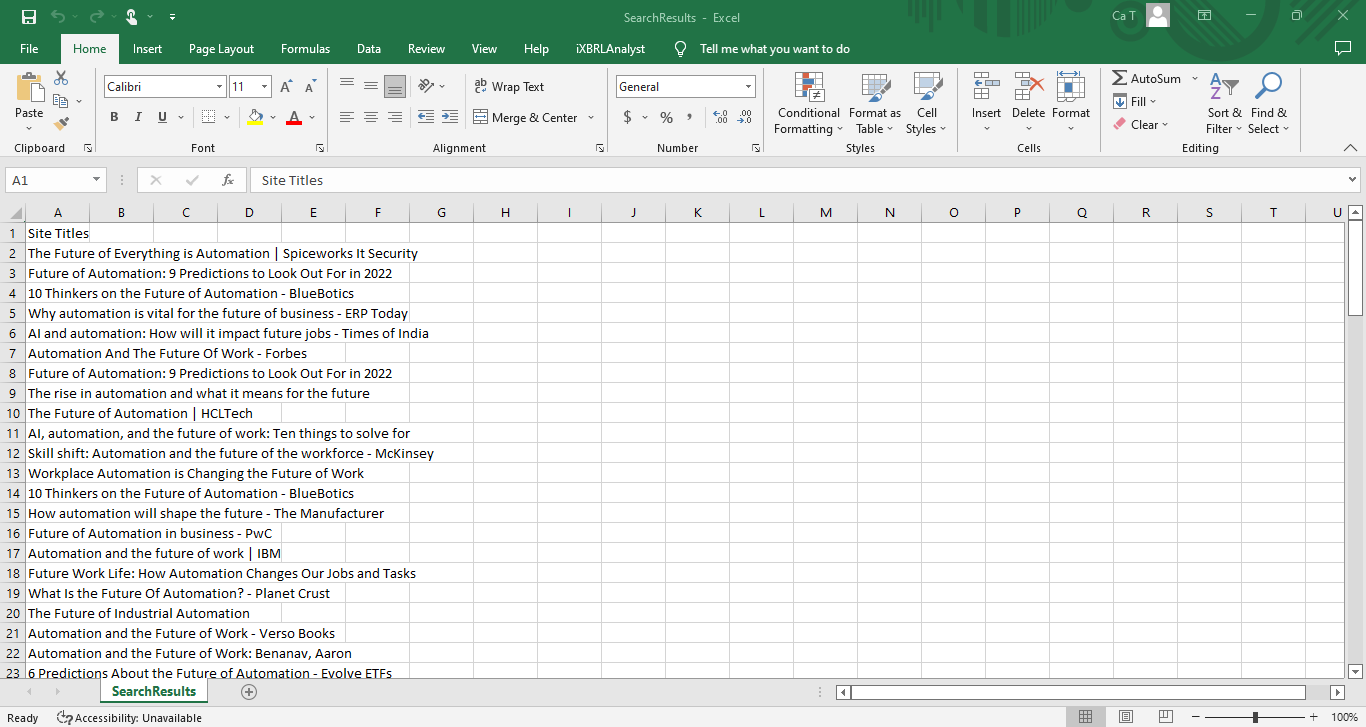 SearchResults - Excel
Ca T
File Home Insert Page Layout Formulas Data Review View Help iXBRLAnalyst Tell me what you want to do
Paste
Clipboard
Calibri 11
B I U A
Font
Wrap Text
Merge & Center
Alignment
General
$ % ,
Number
Conditional Formatting
Format as Table
Cell Styles
Styles
Insert Delete Format
Cells
AutoSum
Fill
Clear
Sort & Filter
Find & Select
Editing
A1 fx Site Titles
A B C D E F G H I J K L M N O P Q R S T U
1 Site Titles
2 The Future of Everything is Automation | Spiceworks It Security
3 Future of Automation: 9 Predictions to Look Out For in 2022
4 10 Thinkers on the Future of Automation - BlueBotics
5 Why automation is vital for the future of business - ERP Today
6 AI and automation: How will it impact future jobs - Times of India
7 Automation And The Future Of Work - Forbes
8 Future of Automation: 9 Predictions to Look Out For in 2022
9 The rise in automation and what it means for the future
10 The Future of Automation | HCLTech
11 AI, automation, and the future of work: Ten things to solve for
12 Skill shift: Automation and the future of the workforce - McKinsey
13 Workplace Automation is Changing the Future of Work
14 10 Thinkers on the Future of Automation - BlueBotics
15 How automation will shape the future - The Manufacturer
16 Future of Automation in business - PwC
17 Automation and the future of work | IBM
18 Future Work Life: How Automation Changes Our Jobs and Tasks
19 What Is the Future Of Automation? - Planet Crust
20 The Future of Industrial Automation
21 Automation and the Future of Work - Verso Books
22 Automation and the Future of Work: Benanav, Aaron
23 6 Predictions About the Future of Automation - Evolve ETFs
SearchResults
Ready Accessibility: Unavailable 100%